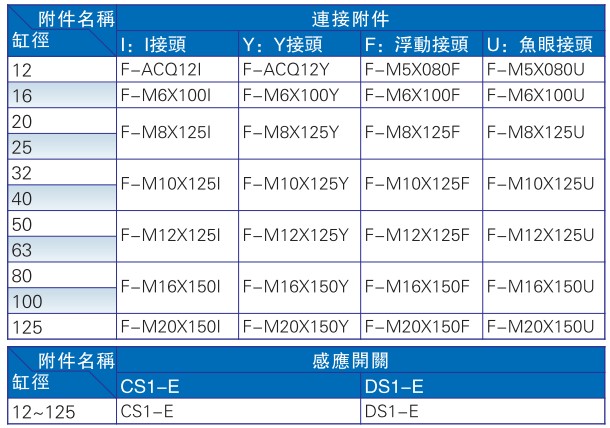 附件名稱 連接附件
缸徑 I：I接頭 Y：Y接頭 F：浮動接頭 U：魚眼接頭
12 F-ACQ12I F-ACQ12Y F-M5X080F F-M5X080U
16 F-M6X100I F-M6X100Y F-M6X100F F-M6X100U
20
F-M8X125I F-M8X125Y F-M8X125F F-M8X125U
25
32
F-M10X125I F-M10X125Y F-M10X125F F-M10X125U
40
50
F-M12X125I F-M12X125Y F-M12X125F F-M12X125U
63
80
F-M16X150I F-M16X150Y F-M16X150F F-M16X150U
100
125 F-M20X150I F-M20X150Y F-M20X150F F-M20X150U
附件名稱 感應開關
缸徑 CS1-E DS1-E
12~125 CS1-E DS1-E